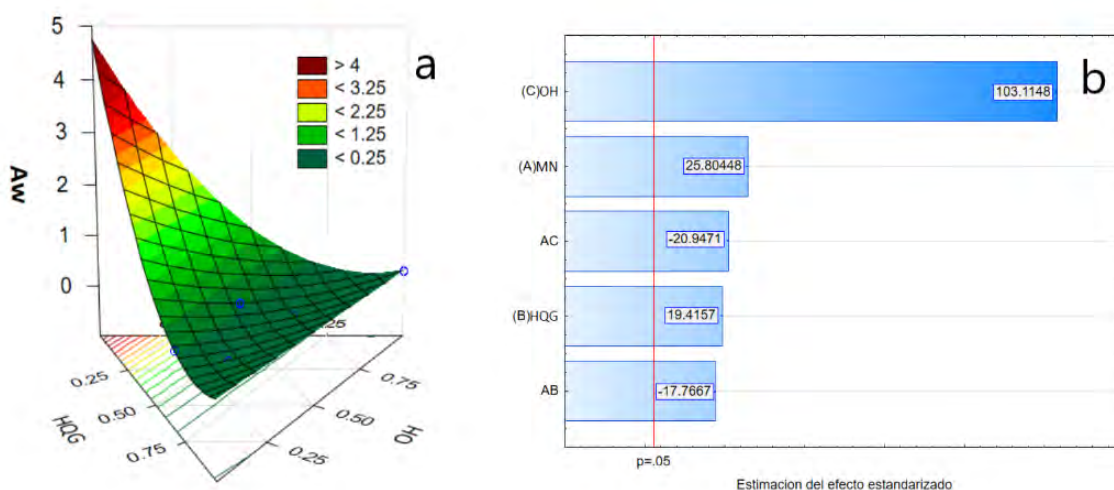 a
5
4
3
2
1
0
Aw
> 4
< 3.25
< 2.25
< 1.25
< 0.25
0.25
0.50
0.75
HQG
0.25
0.50
0.75
.25
b
(C)OH
103.1148
(A)MN
25.80448
AC
-20.9471
(B)HQG
19.4157
AB
-17.7667
p=.05
Estimacion del efecto estandarizado